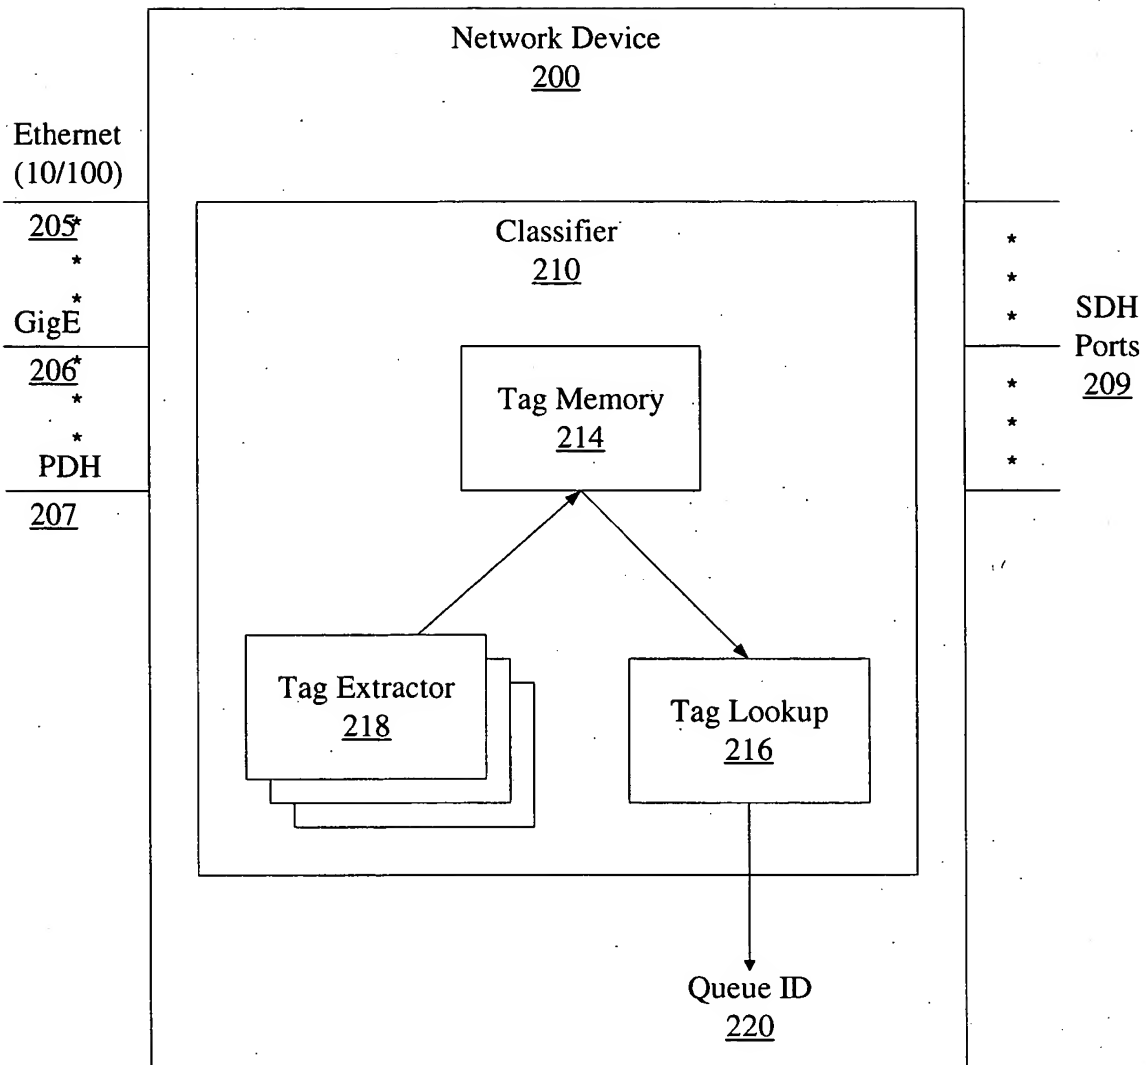 Network Device
200
Ethernet
(10/100)
205
*
*
*
GigE
206
*
*
*
PDH
207
Classifier
210
Tag Memory
214
Tag Extractor
218
Tag Lookup
216
Queue ID
220
*
*
*
*
*
*
SDH
Ports
209